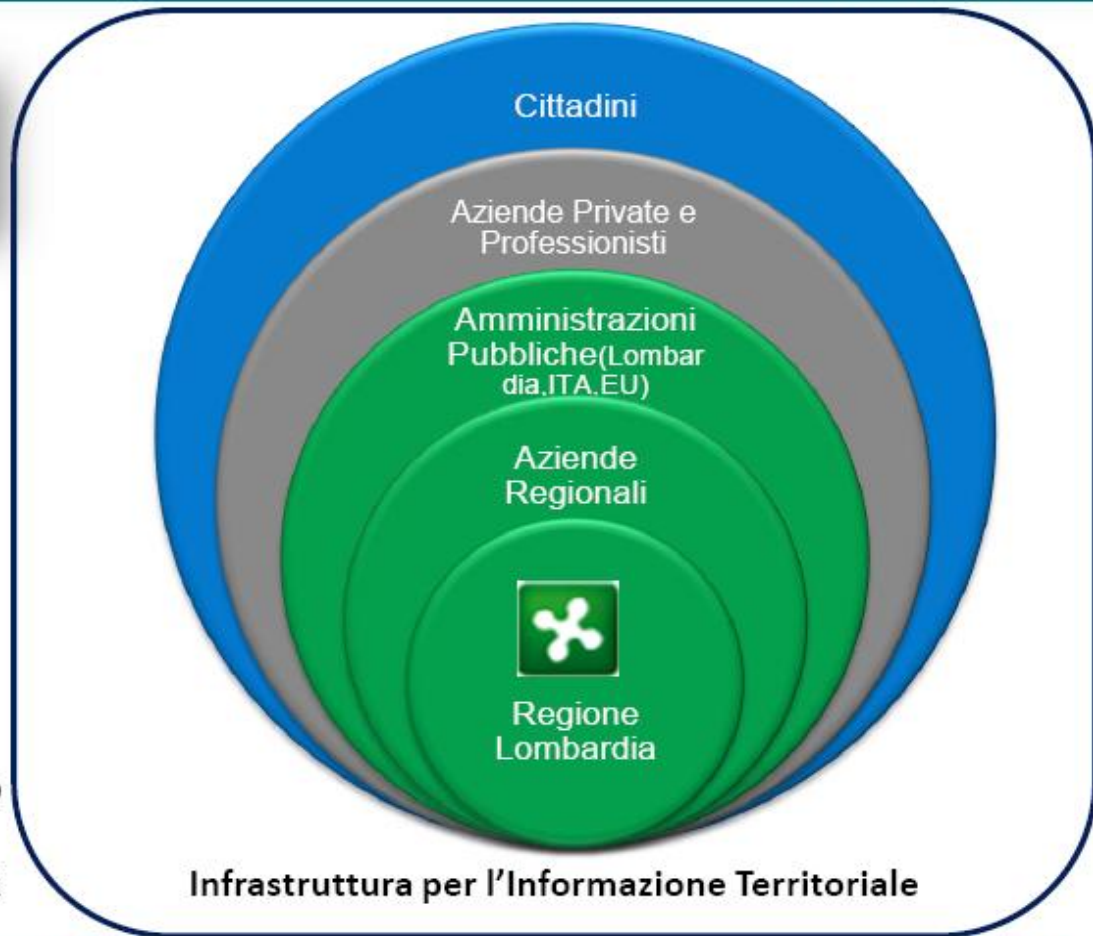 Cittadini
Aziende Private e
Professionisti
Amministrazioni
Pubbliche(Lombar
dia,ITA,EU)
Aziende
Regionali
Regione
Lombardia
Infrastruttura per l’Informazione Territoriale